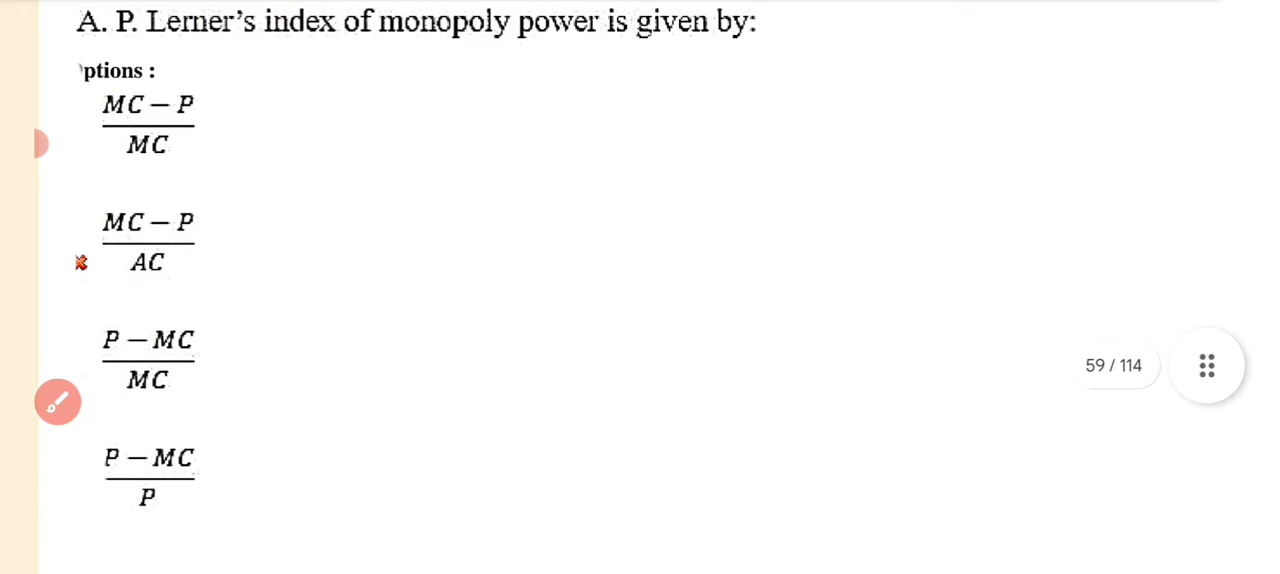 A. P. Lerner's index of monopoly power is given by:
ptions :
MC – P
MC
MC – P
AC
P – MC
MC
59 / 114
P – MC
P